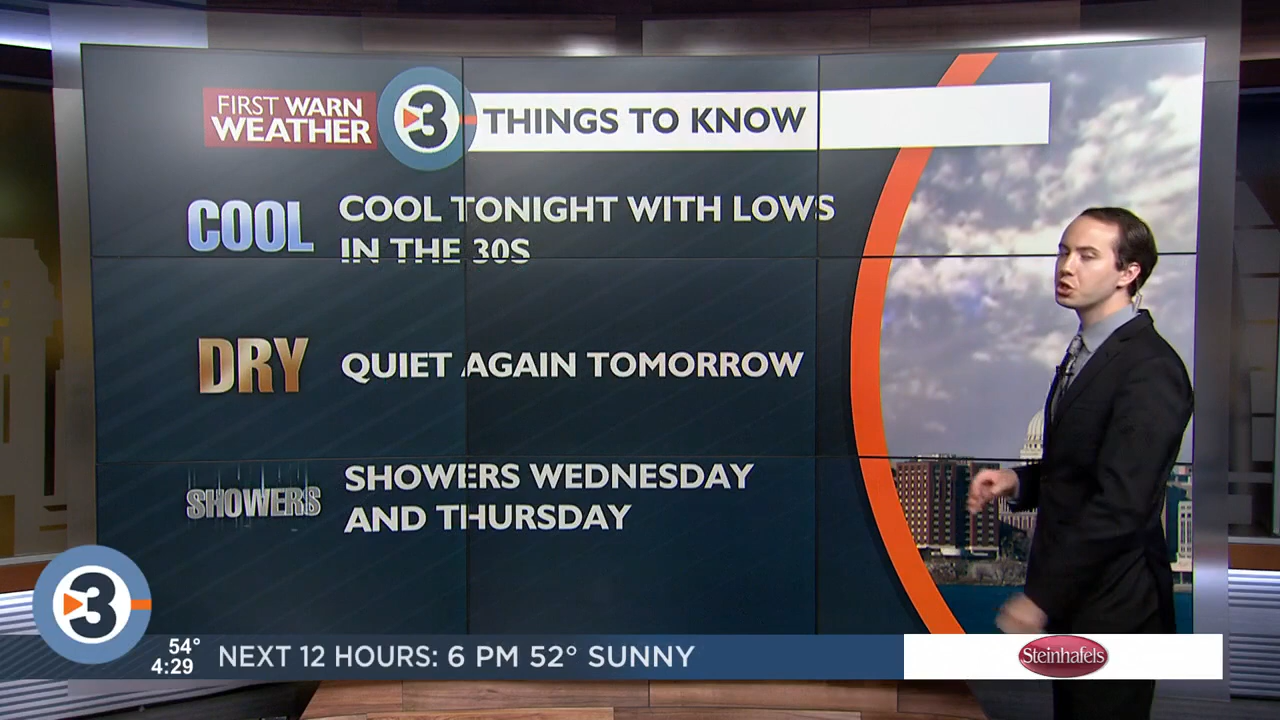 FIRST WARN
WEATHER
3
THINGS TO KNOW
COOL
COOL TONIGHT WITH LOWS
IN THE 30S
DRY
QUIET AGAIN TOMORROW
SHOWERS
SHOWERS WEDNESDAY
AND THURSDAY
3
54°
4:29
NEXT 12 HOURS: 6 PM 52° SUNNY
Steinhafels